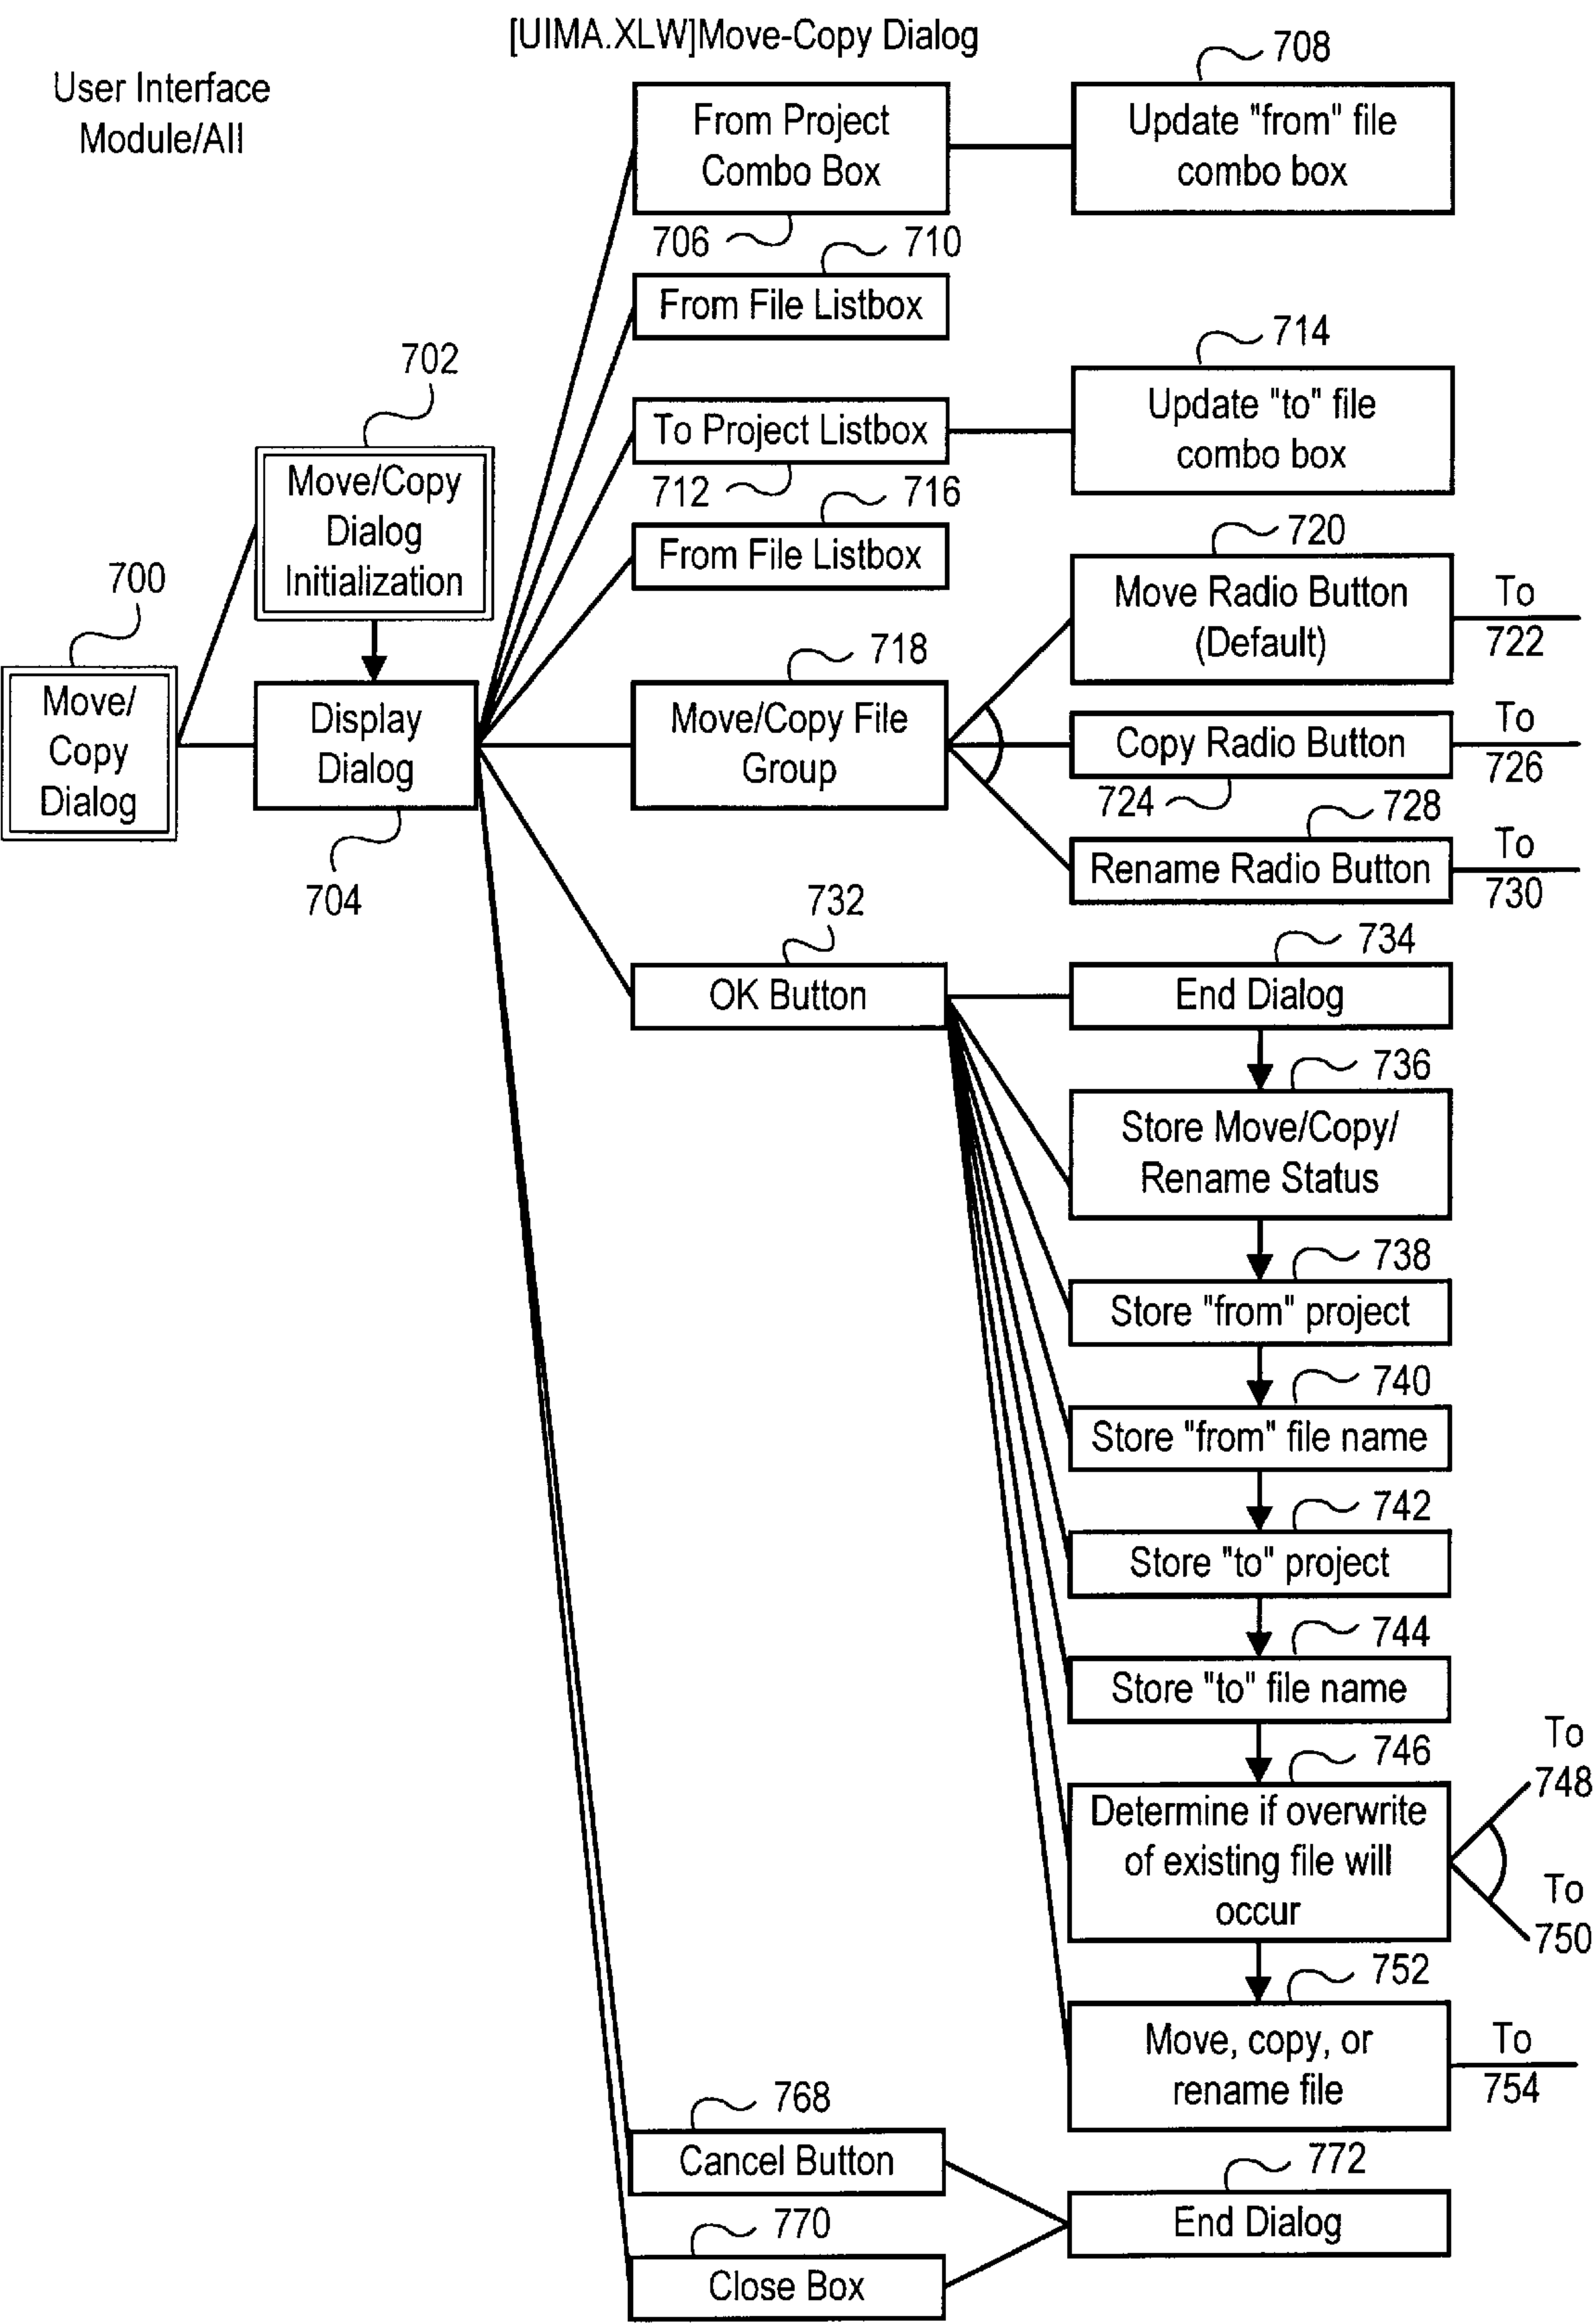 [UIMA.XLW]Move-Copy Dialog
User Interface
Module/All
708
From Project
Combo Box
Update "from" file
combo box
706
710
From File Listbox
714
702
To Project Listbox
Update "to" file
combo box
712
716
Move/Copy
Dialog
Initialization
From File Listbox
720
700
Move Radio Button
(Default)
To
722
718
Move/
Copy
Dialog
Display
Dialog
Move/Copy File
Group
Copy Radio Button
To
726
724
728
Rename Radio Button
To
730
704
732
734
OK Button
End Dialog
736
Store Move/Copy/
Rename Status
738
Store "from" project
740
Store "from" file name
742
Store "to" project
744
Store "to" file name
746
To
748
Determine if overwrite
of existing file will
occur
To
750
752
Move, copy, or
rename file
To
754
768
Cancel Button
772
End Dialog
770
Close Box